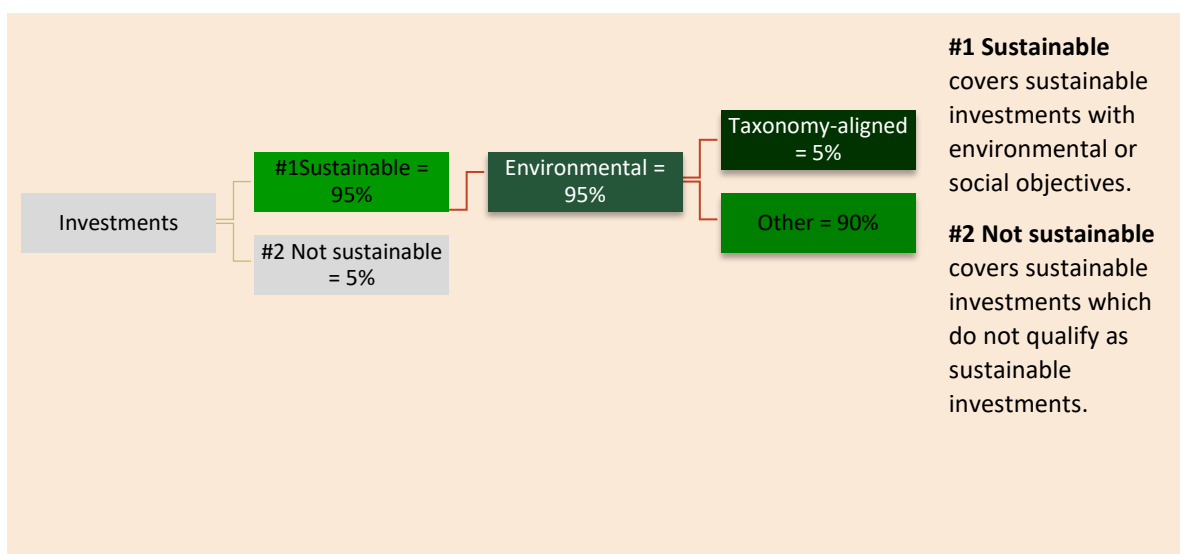 Investments
#1Sustainable =
95%
#2 Not sustainable
= 5%
Environmental =
95%
Taxonomy-aligned
= 5%
Other = 90%
#1 Sustainable
covers sustainable
investments with
environmental or
social objectives.
#2 Not sustainable
covers sustainable
investments which
do not qualify as
sustainable
investments.